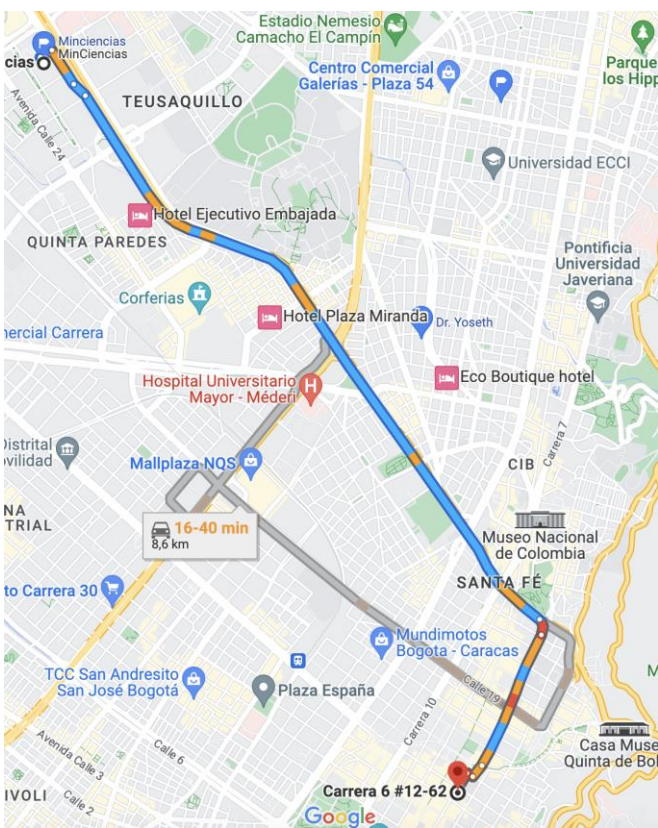 Estadio Nemesio
Camacho El Campín
Minciencias
MinCiencias
cias
Parque
los Hipp
Centro Comercial
Galerías - Plaza 54
TEUSAQUILLO
Avenida Calle 24
Universidad ECCI
Hotel Ejecutivo Embajada
QUINTA PAREDES
Pontificia
Universidad
Javeriana
Corferias
Hotel Plaza Miranda
Dr. Yoseth
mercial Carrera
Eco Boutique hotel
Hospital Universitario
Mayor - Méderi
Carrera 7
Distrital
ovilidad
Mallplaza NQS
CIB
NA
TRIAL
16-40 min
8,6 km
Museo Nacional
de Colombia
SANTA FÉ
to Carrera 30
Mundimotos
Bogota - Caracas
TCC San Andresito
San José Bogotá
Plaza España
Calle 19
M
Carrera 10
Casa Muse
Quinta de Bol
Avenida Calle 3
Calle 6
IVOLI
Calle 2
Carrera 6 #12-62
Google